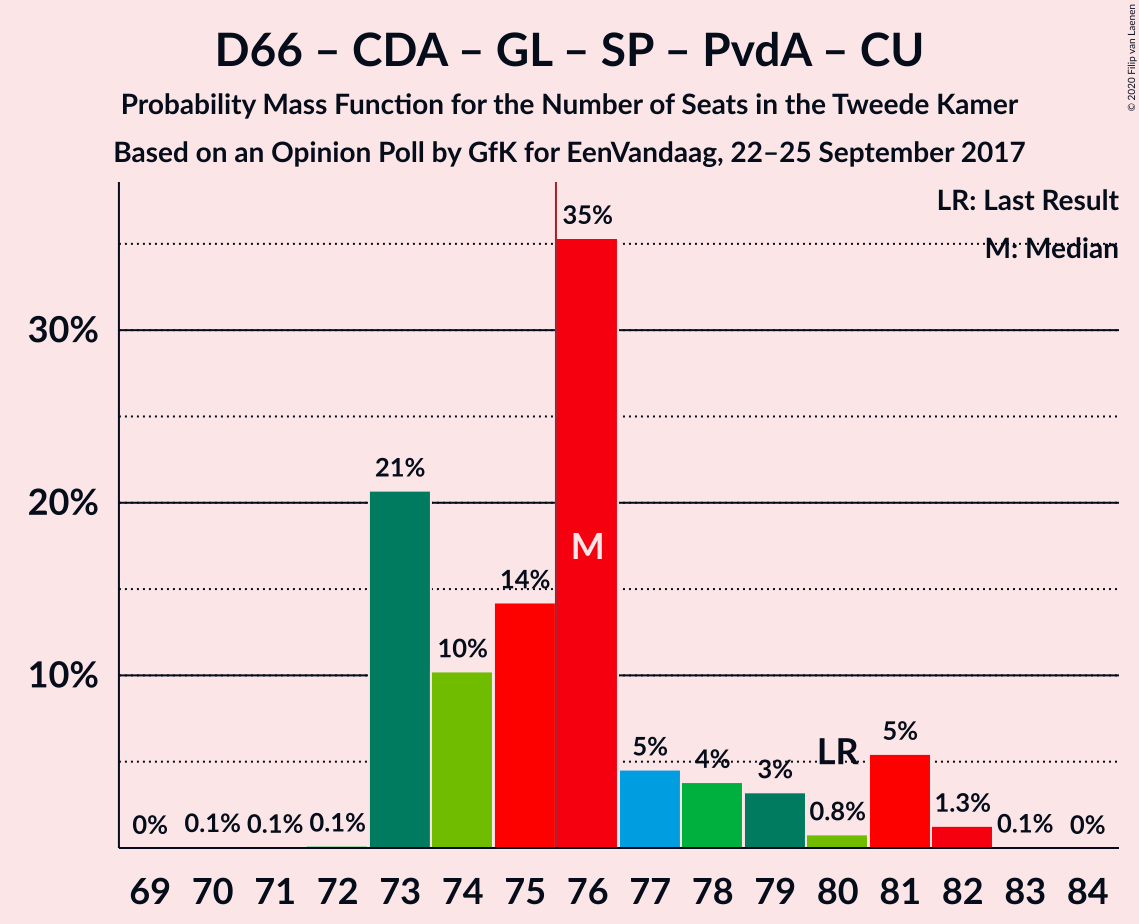 D66 – CDA – GL – SP – PvdA – CU
Probability Mass Function for the Number of Seats in the Tweede Kamer
Based on an Opinion Poll by GfK for EenVandaag, 22–25 September 2017
© 2020 Filip van Laenen
LR: Last Result
M: Median
30%
20%
10%
0%
0.1%
0.1%
0.1%
21%
10%
14%
35%
M
5%
4%
3%
LR
0.8%
5%
1.3%
0.1%
0%
69 70 71 72 73 74 75 76 77 78 79 80 81 82 83 84